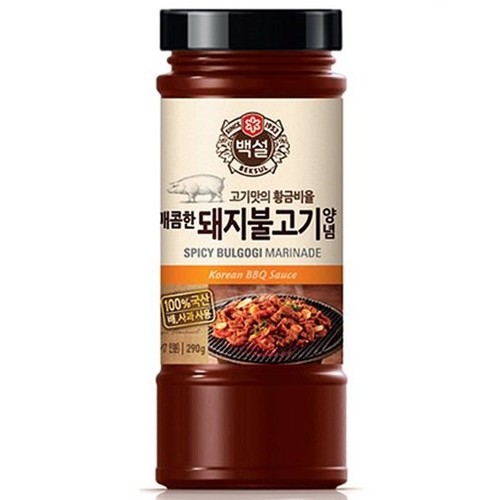 SINCE 1953
백설
BEKSUL
고기맛의 황금비율
매콤한 돼지불고기 양념
SPICY BULGOGI MARINADE
Korean BBQ Sauce
100% 국산
배, 사과 사용
290g